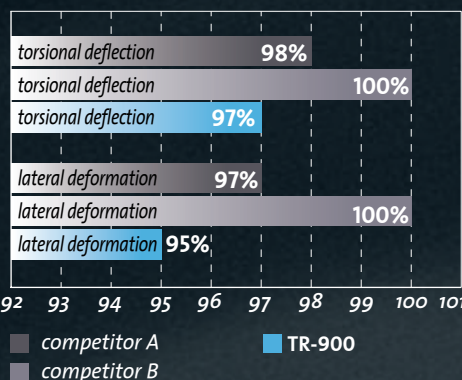 torsional deflection 98%
torsional deflection 100%
torsional deflection 97%
lateral deformation 97%
lateral deformation 100%
lateral deformation 95%
92 93 94 95 96 97 98 99 100 101
competitor A TR-900
competitor B